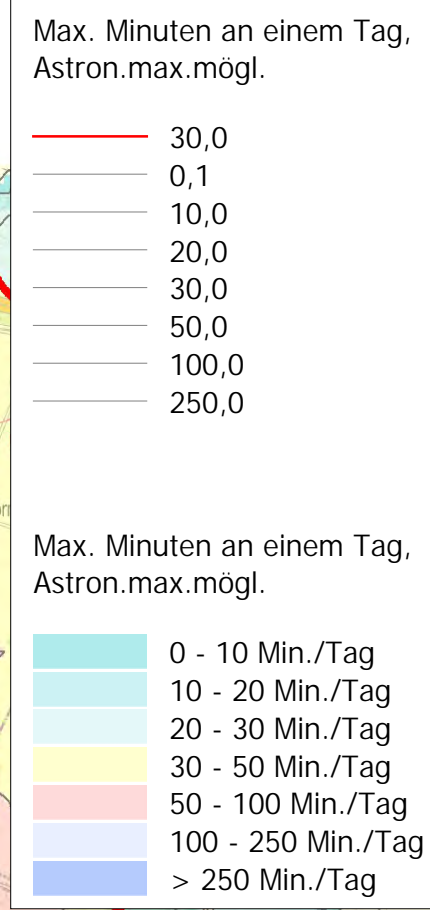 Max. Minuten an einem Tag,
Astron.max.mögl.
30,0
0,1
10,0
20,0
30,0
50,0
100,0
250,0
Max. Minuten an einem Tag,
Astron.max.mögl.
0 - 10 Min./Tag
10 - 20 Min./Tag
20 - 30 Min./Tag
30 - 50 Min./Tag
50 - 100 Min./Tag
100 - 250 Min./Tag
> 250 Min./Tag